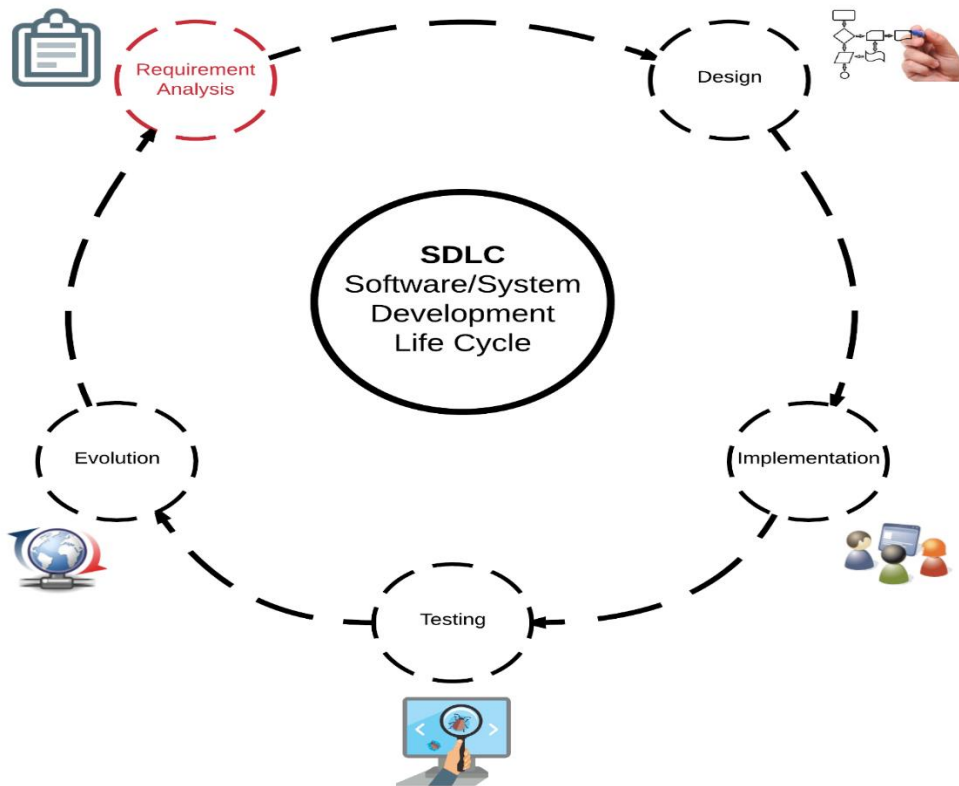 Requirement
Analysis
Design
SDLC
Software/System
Development
Life Cycle
Evolution
Implementation
Testing